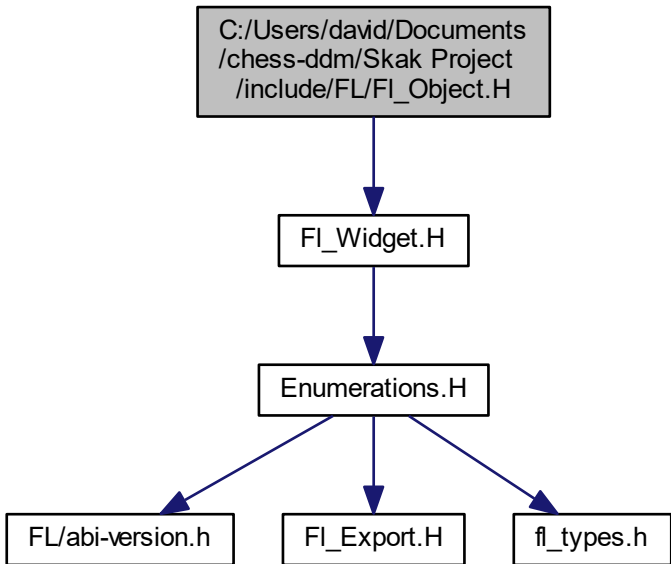 C:/Users/david/Documents
/chess-ddm/Skak Project
/include/FL/Fl_Object.H
Fl_Widget.H
Enumerations.H
FL/abi-version.h
Fl_Export.H
fl_types.h